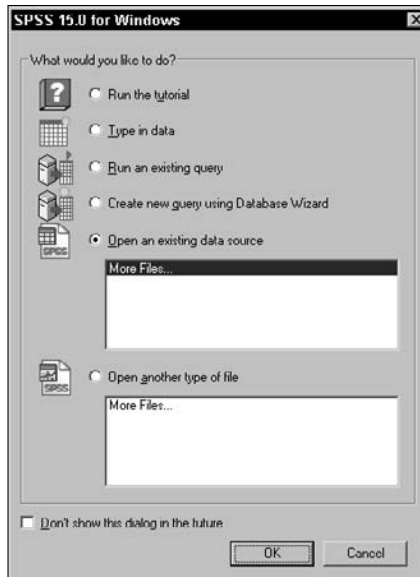 SPSS 15.0 for Windows
What would you like to do?
Run the tutorial
Type in data
Run an existing query
Create new query using Database Wizard
SPSS
Open an existing data source
More Files...
SPSS
Open another type of file
More Files...
Don't show this dialog in the future
OK
Cancel